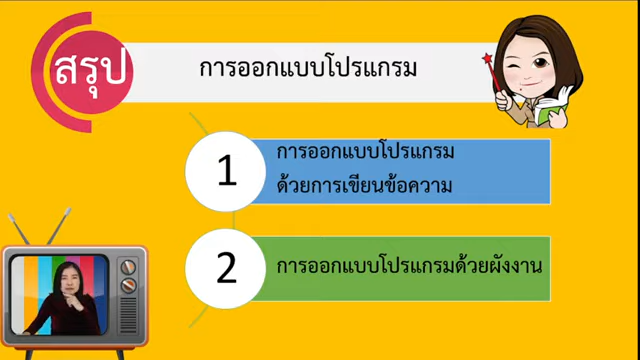 สรุป
การออกแบบโปรแกรม
1
การออกแบบโปรแกรม
ด้วยการเขียนข้อความ
2
การออกแบบโปรแกรมด้วยผังงาน